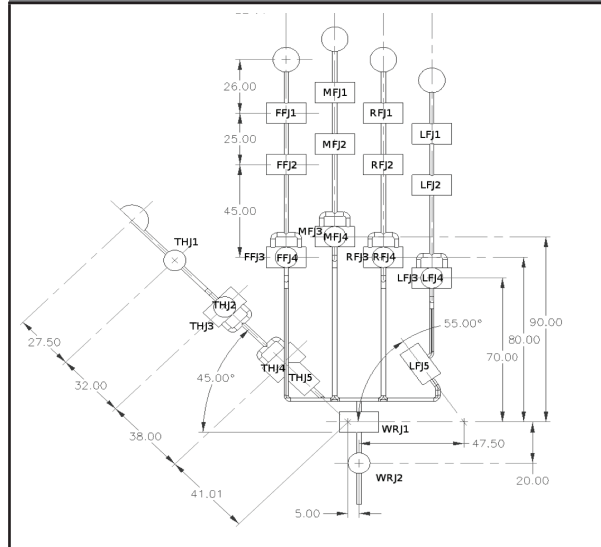 MFJ1
26.00
FFJ1
RFJ1
LFJ1
25.00
MFJ2
FFJ2
RFJ2
LFJ2
45.00
MFJ3
MFJ4
THJ1
FFJ3
FFJ4
RFJ3
RFJ4
LFJ3
LFJ4
90.00
THJ2
THJ3
55.00°
80.00
70.00
27.50
THJ4
45.00°
THJ5
LFJ5
32.00
WRJ1
38.00
47.50
WRJ2
20.00
41.01
5.00